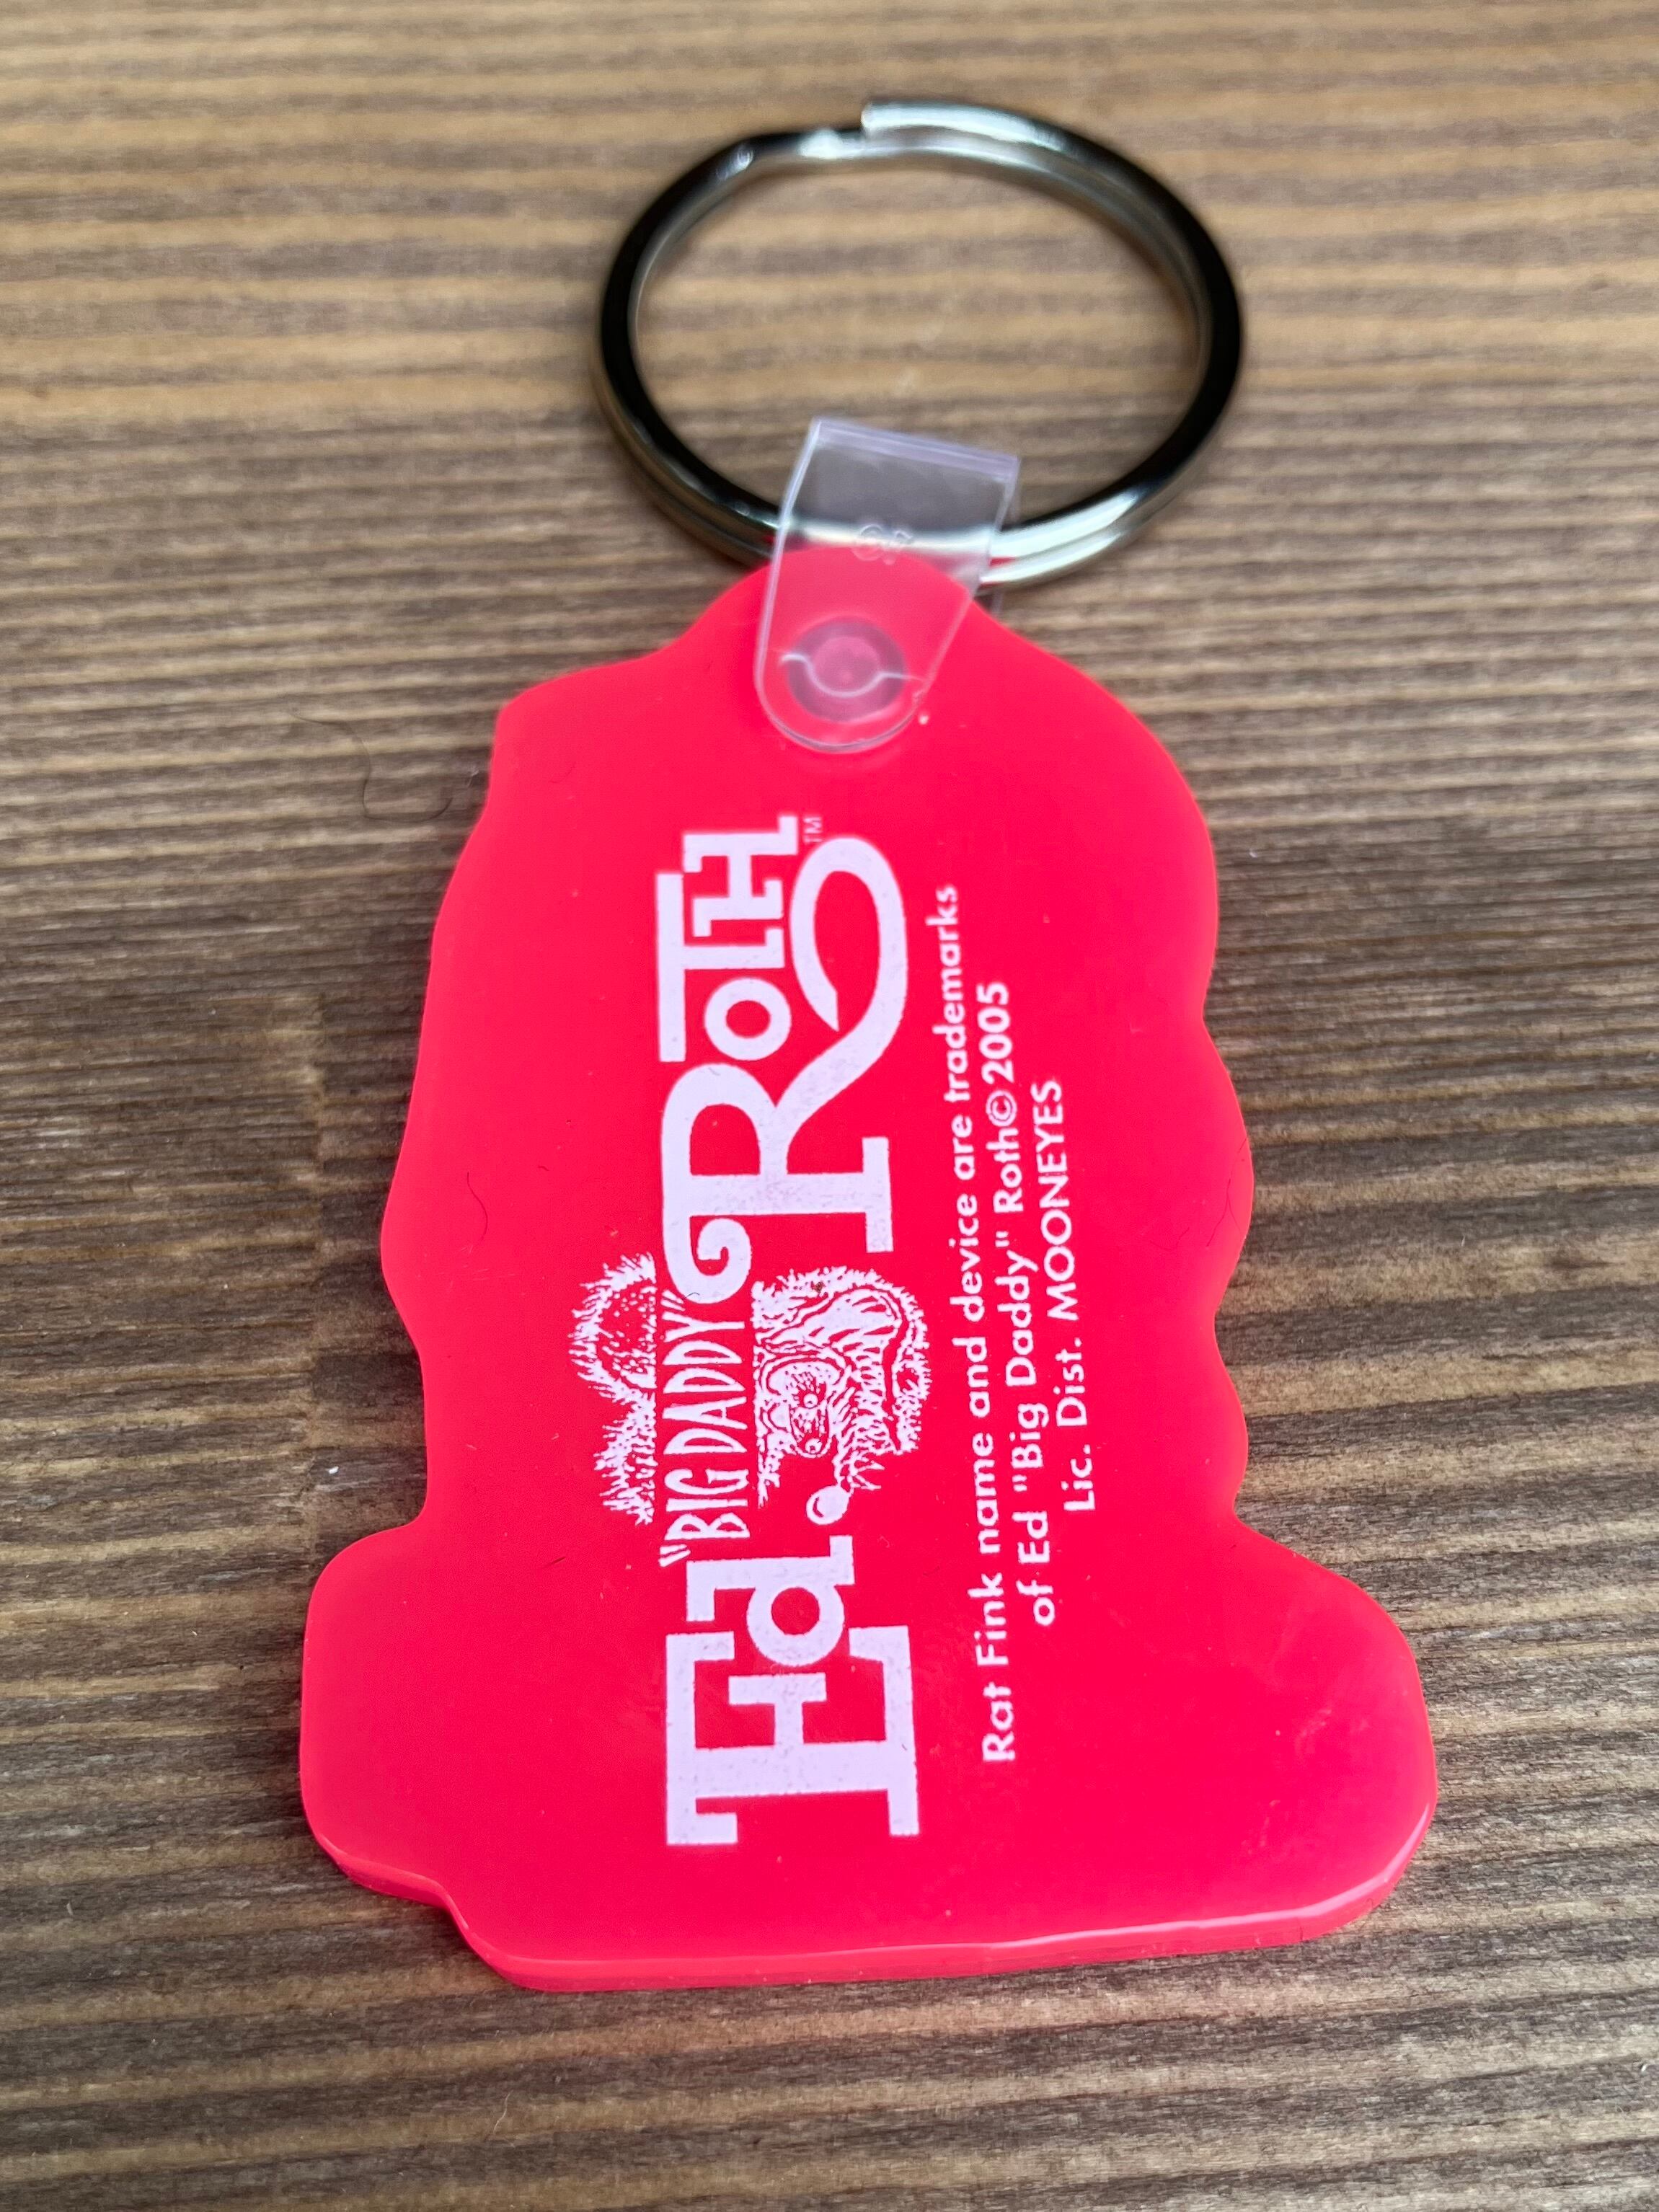 Ed. "BIG DADDY" ROTH™
Rat Fink name and device are trademarks
of Ed "Big Daddy" Roth©2005
Lic. Dist. MOONEYES